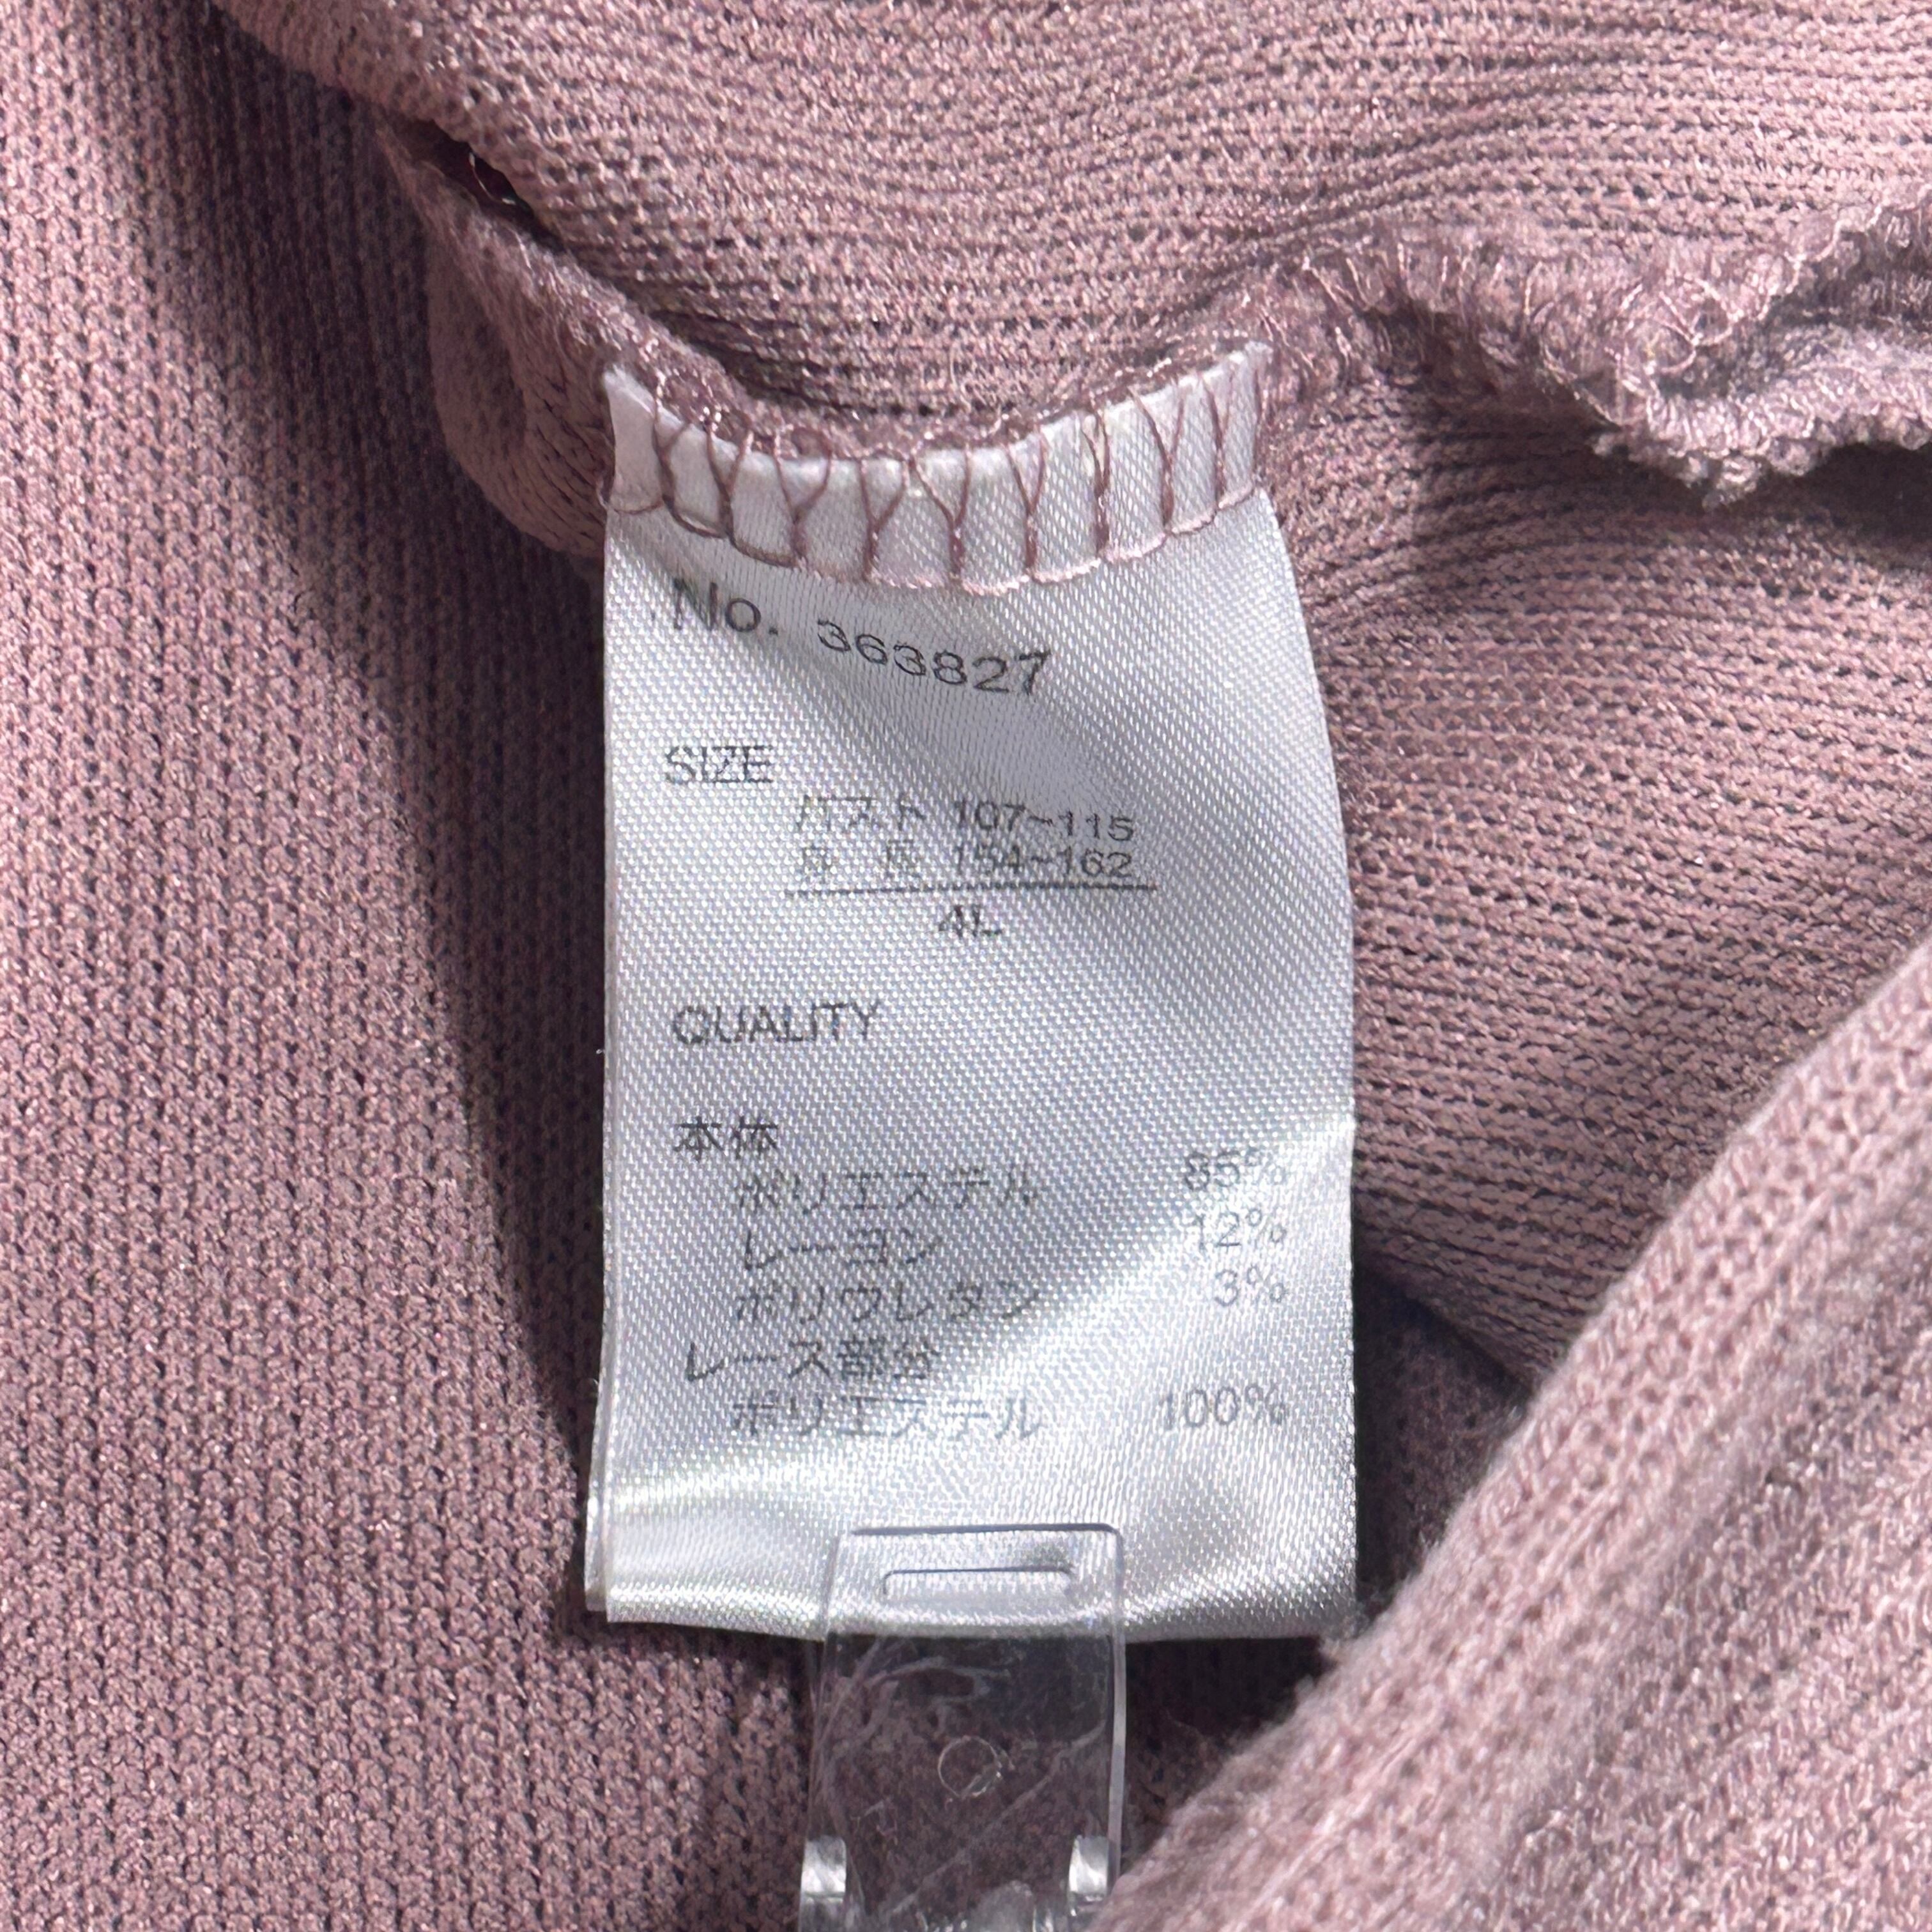 No. 363827
SIZE
バスト 107~115
身 長 154~162
4L
QUALITY
本体
ポリエステル 85%
レーヨン 12%
ポリウレタン 3%
レース部分
ポリエステル 100%